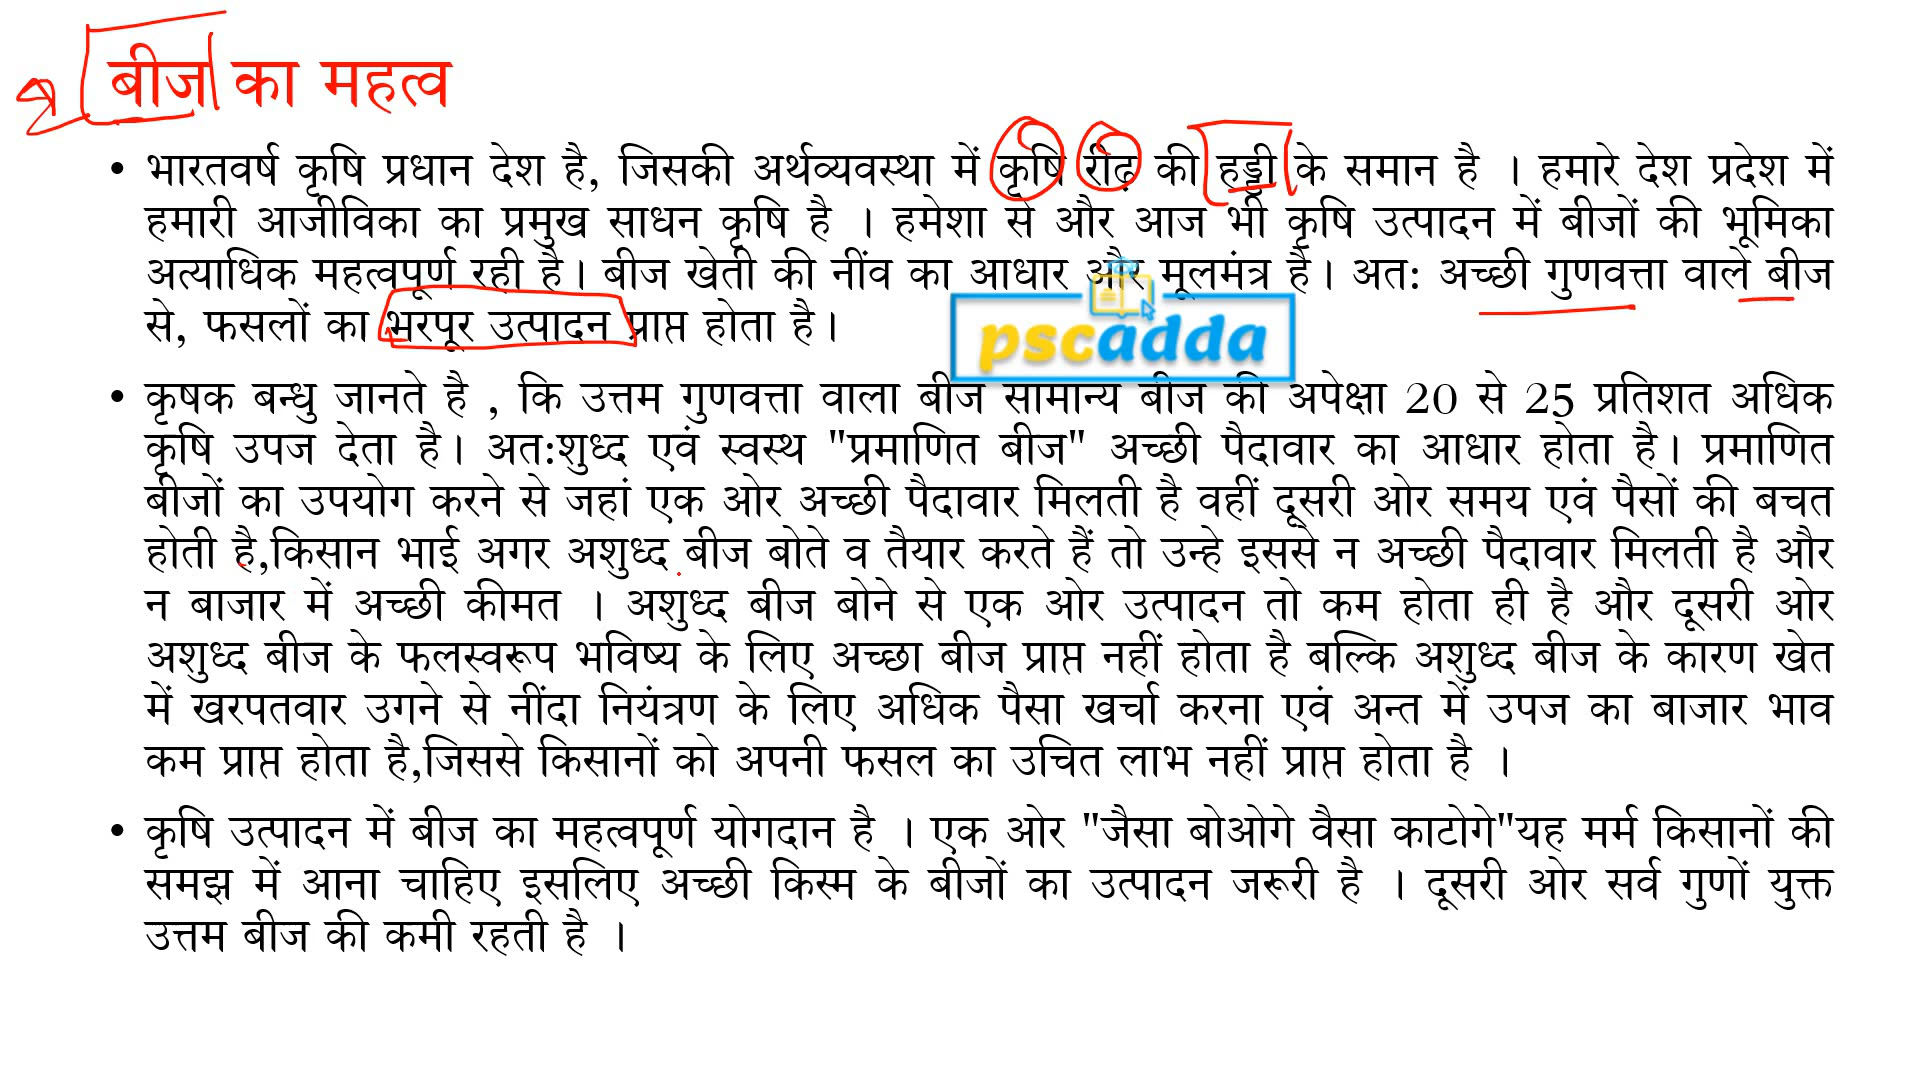 बीज का महत्व
• भारतवर्ष कृषि प्रधान देश है, जिसकी अर्थव्यवस्था में कृषि रीढ़ की हड्डी के समान है । हमारे देश प्रदेश में
हमारी आजीविका का प्रमुख साधन कृषि है । हमेशा से और आज भी कृषि उत्पादन में बीजों की भूमिका
अत्याधिक महत्वपूर्ण रही है। बीज खेती की नींव का आधार और मूलमंत्र है। अत: अच्छी गुणवत्ता वाले बीज
से, फसलों का भरपूर उत्पादन प्राप्त होता है।
pscadda
• कृषक बन्धु जानते है , कि उत्तम गुणवत्ता वाला बीज सामान्य बीज की अपेक्षा 20 से 25 प्रतिशत अधिक
कृषि उपज देता है। अत:शुध्द एवं स्वस्थ "प्रमाणित बीज" अच्छी पैदावार का आधार होता है। प्रमाणित
बीजों का उपयोग करने से जहां एक ओर अच्छी पैदावार मिलती है वहीं दूसरी ओर समय एवं पैसों की बचत
होती है,किसान भाई अगर अशुध्द बीज बोते व तैयार करते हैं तो उन्हे इससे न अच्छी पैदावार मिलती है और
न बाजार में अच्छी कीमत । अशुध्द बीज बोने से एक ओर उत्पादन तो कम होता ही है और दूसरी ओर
अशुध्द बीज के फलस्वरूप भविष्य के लिए अच्छा बीज प्राप्त नहीं होता है बल्कि अशुध्द बीज के कारण खेत
में खरपतवार उगने से नींदा नियंत्रण के लिए अधिक पैसा खर्चा करना एवं अन्त में उपज का बाजार भाव
कम प्राप्त होता है,जिससे किसानों को अपनी फसल का उचित लाभ नहीं प्राप्त होता है ।
• कृषि उत्पादन में बीज का महत्वपूर्ण योगदान है । एक ओर "जैसा बोओगे वैसा काटोगे"यह मर्म किसानों की
समझ में आना चाहिए इसलिए अच्छी किस्म के बीजों का उत्पादन जरूरी है । दूसरी ओर सर्व गुणों युक्त
उत्तम बीज की कमी रहती है ।